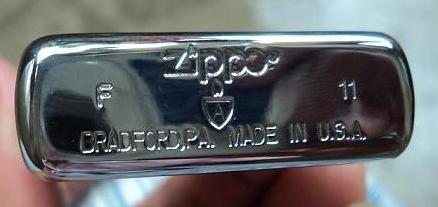 Zippo
F A 11
BRADFORD, PA. MADE IN U.S.A.